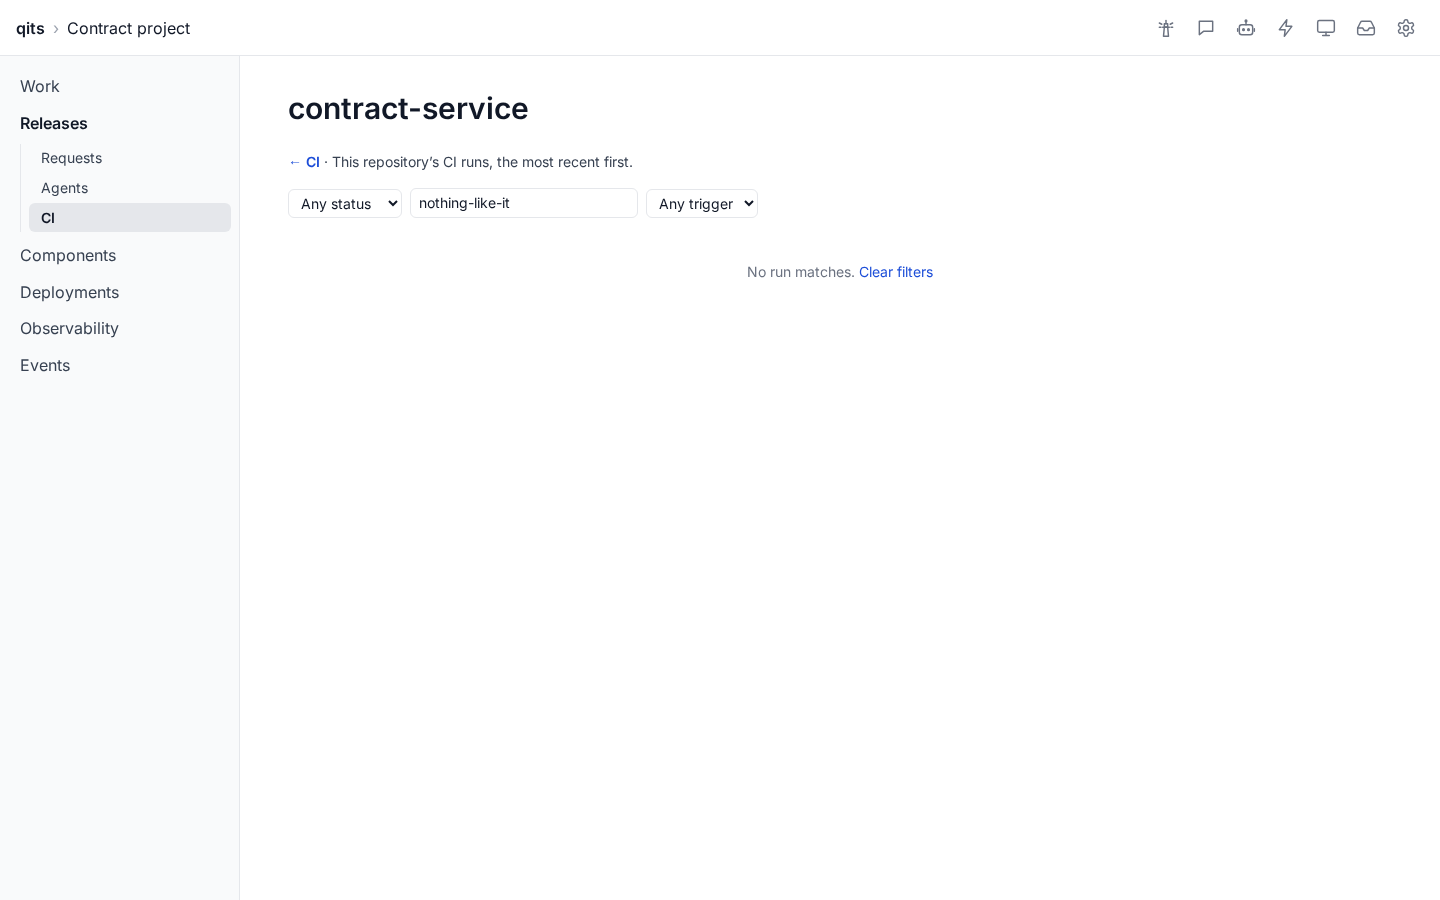 qits › Contract project
Work
Releases
Requests
Agents
CI
Components
Deployments
Observability
Events
contract-service
← CI · This repository’s CI runs, the most recent first.
Any status nothing-like-it Any trigger
No run matches. Clear filters